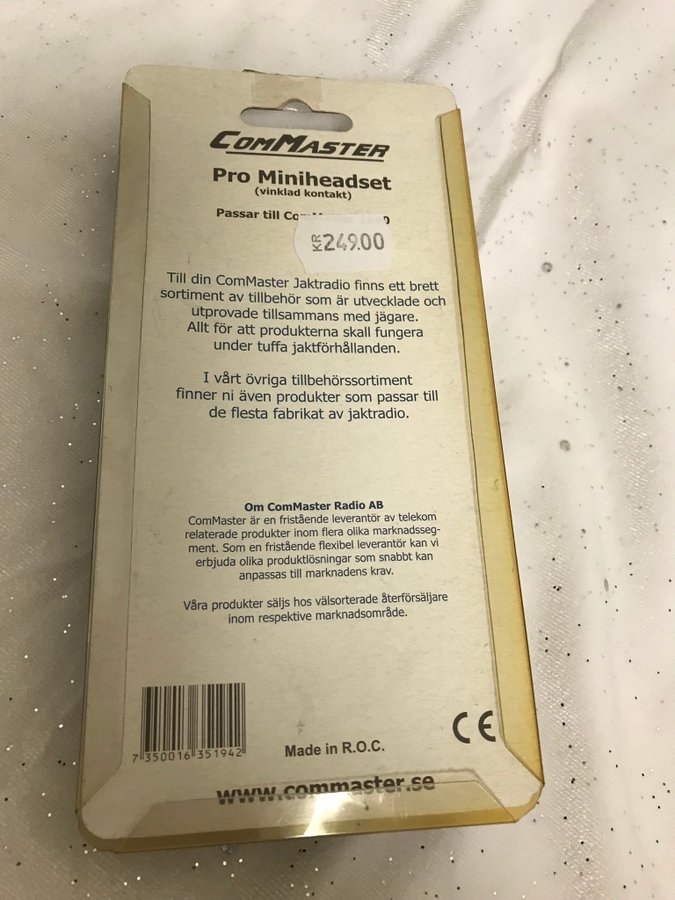 COMMASTER
Pro Miniheadset
(vinklad kontakt)
Passar till
KR 249.00
Till din ComMaster Jaktradio finns ett brett
sortiment av tillbehör som är utvecklade och
utprovade tillsammans med jägare.
Allt för att produkterna skall fungera
under tuffa jaktförhållanden.
I vårt övriga tillbehörssortiment
finner ni även produkter som passar till
de flesta fabrikat av jaktradio.
Om ComMaster Radio AB
ComMaster är en fristående leverantör av telekom
relaterade produkter inom flera olika marknadsseg-
ment. Som en fristående flexibel leverantör kan vi
erbjuda olika produktlösningar som snabbt kan
anpassas till marknadens krav.
Våra produkter säljs hos välsorterade återförsäljare
inom respektive marknadsområde.
7 350016 351942
Made in R.O.C.
CE
www.commaster.se